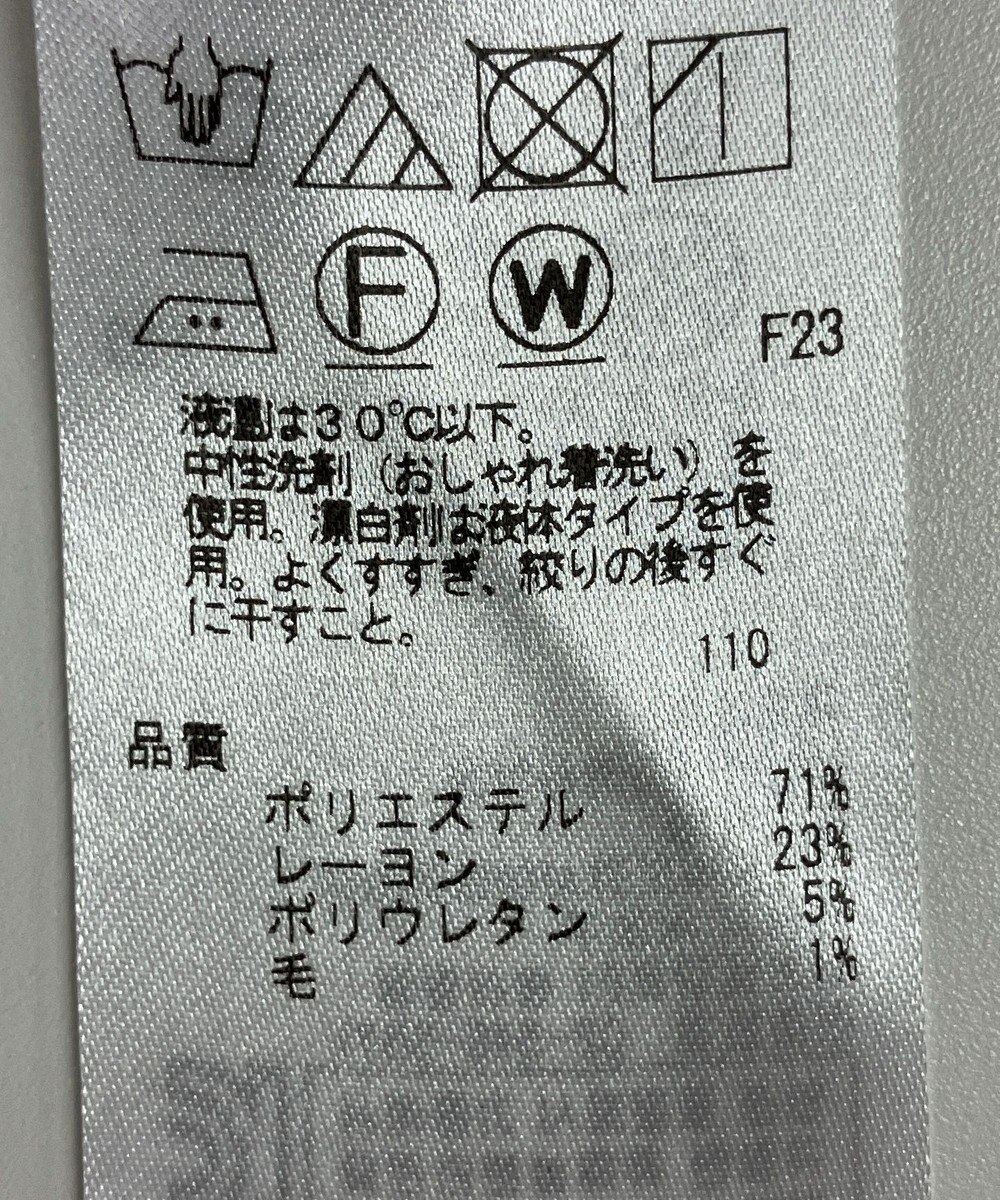 F
W
F23
液温は30℃以下。
中性洗剤（おしゃれ着洗い）を
使用。漂白剤は液体タイプを使
用。よくすすぎ、絞りの後すぐ
に干すこと。
110
品質
ポリエステル 71%
レーヨン 23%
ポリウレタン 5%
毛 1%